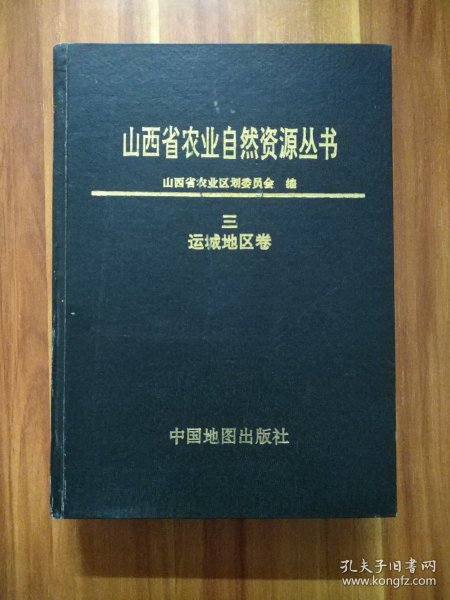 山西省农业自然资源丛书
山西省农业区划委员会 编
三
运城地区卷
中国地图出版社
孔夫子旧书网
www.kongfz.com